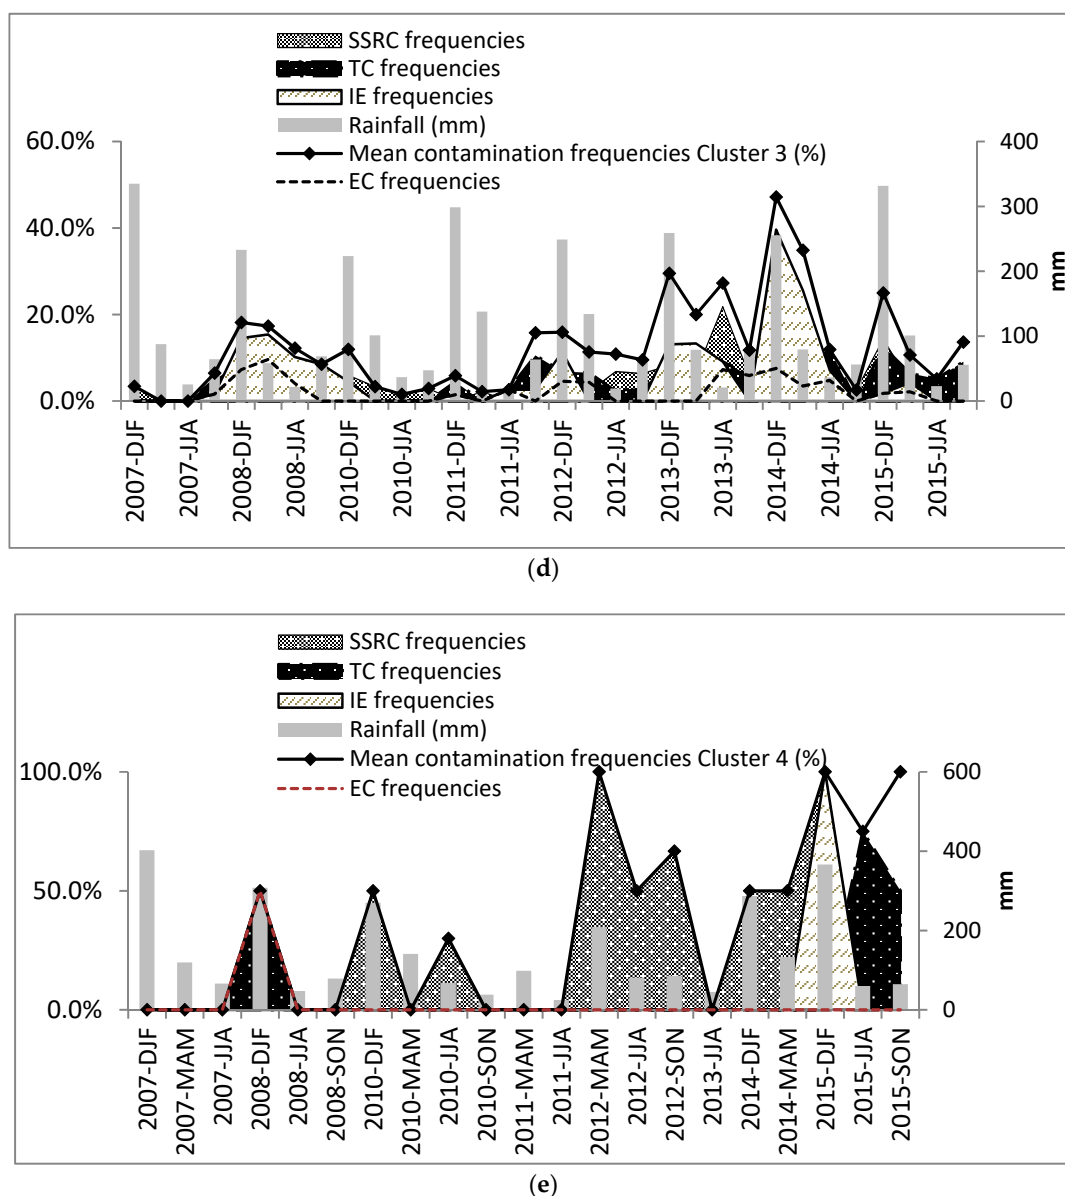 SSRC frequencies
TC frequencies
IE frequencies
Rainfall (mm)
Mean contamination frequencies Cluster 3 (%)
EC frequencies
60.0%
40.0%
20.0%
0.0%
400
300
200
100
0
mm
2007-DJF
2007-JJA
2008-DJF
2008-JJA
2010-DJF
2010-JJA
2011-DJF
2011-JJA
2012-DJF
2012-JJA
2013-DJF
2013-JJA
2014-DJF
2014-JJA
2015-DJF
2015-JJA
(d)
SSRC frequencies
TC frequencies
IE frequencies
Rainfall (mm)
Mean contamination frequencies Cluster 4 (%)
EC frequencies
100.0%
50.0%
0.0%
600
400
200
0
mm
2007-DJF
2007-MAM
2007-JJA
2008-DJF
2008-JJA
2008-SON
2010-DJF
2010-MAM
2010-JJA
2010-SON
2011-MAM
2011-JJA
2012-MAM
2012-JJA
2012-SON
2013-JJA
2014-DJF
2014-MAM
2015-DJF
2015-JJA
2015-SON
(e)